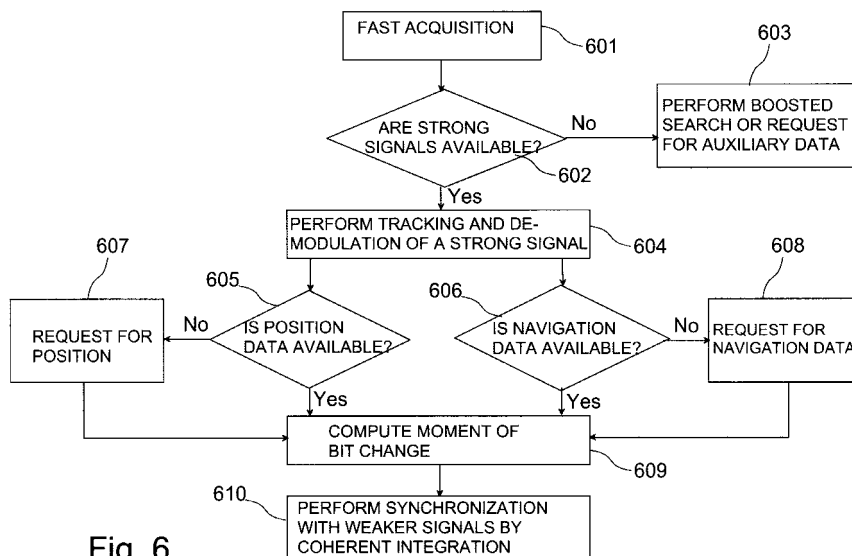 FAST ACQUISITION
601
603
ARE STRONG
SIGNALS AVAILABLE?
602
No
PERFORM BOOSTED
SEARCH OR REQUEST
FOR AUXILIARY DATA
Yes
PERFORM TRACKING AND DE-
MODULATION OF A STRONG SIGNAL
604
607
605
606
608
REQUEST FOR
POSITION
No
IS POSITION
DATA AVAILABLE?
IS NAVIGATION
DATA AVAILABLE?
No
REQUEST FOR
NAVIGATION DATA
Yes
Yes
COMPUTE MOMENT OF
BIT CHANGE
609
610
PERFORM SYNCHRONIZATION
WITH WEAKER SIGNALS BY
COHERENT INTEGRATION
Fig. 6